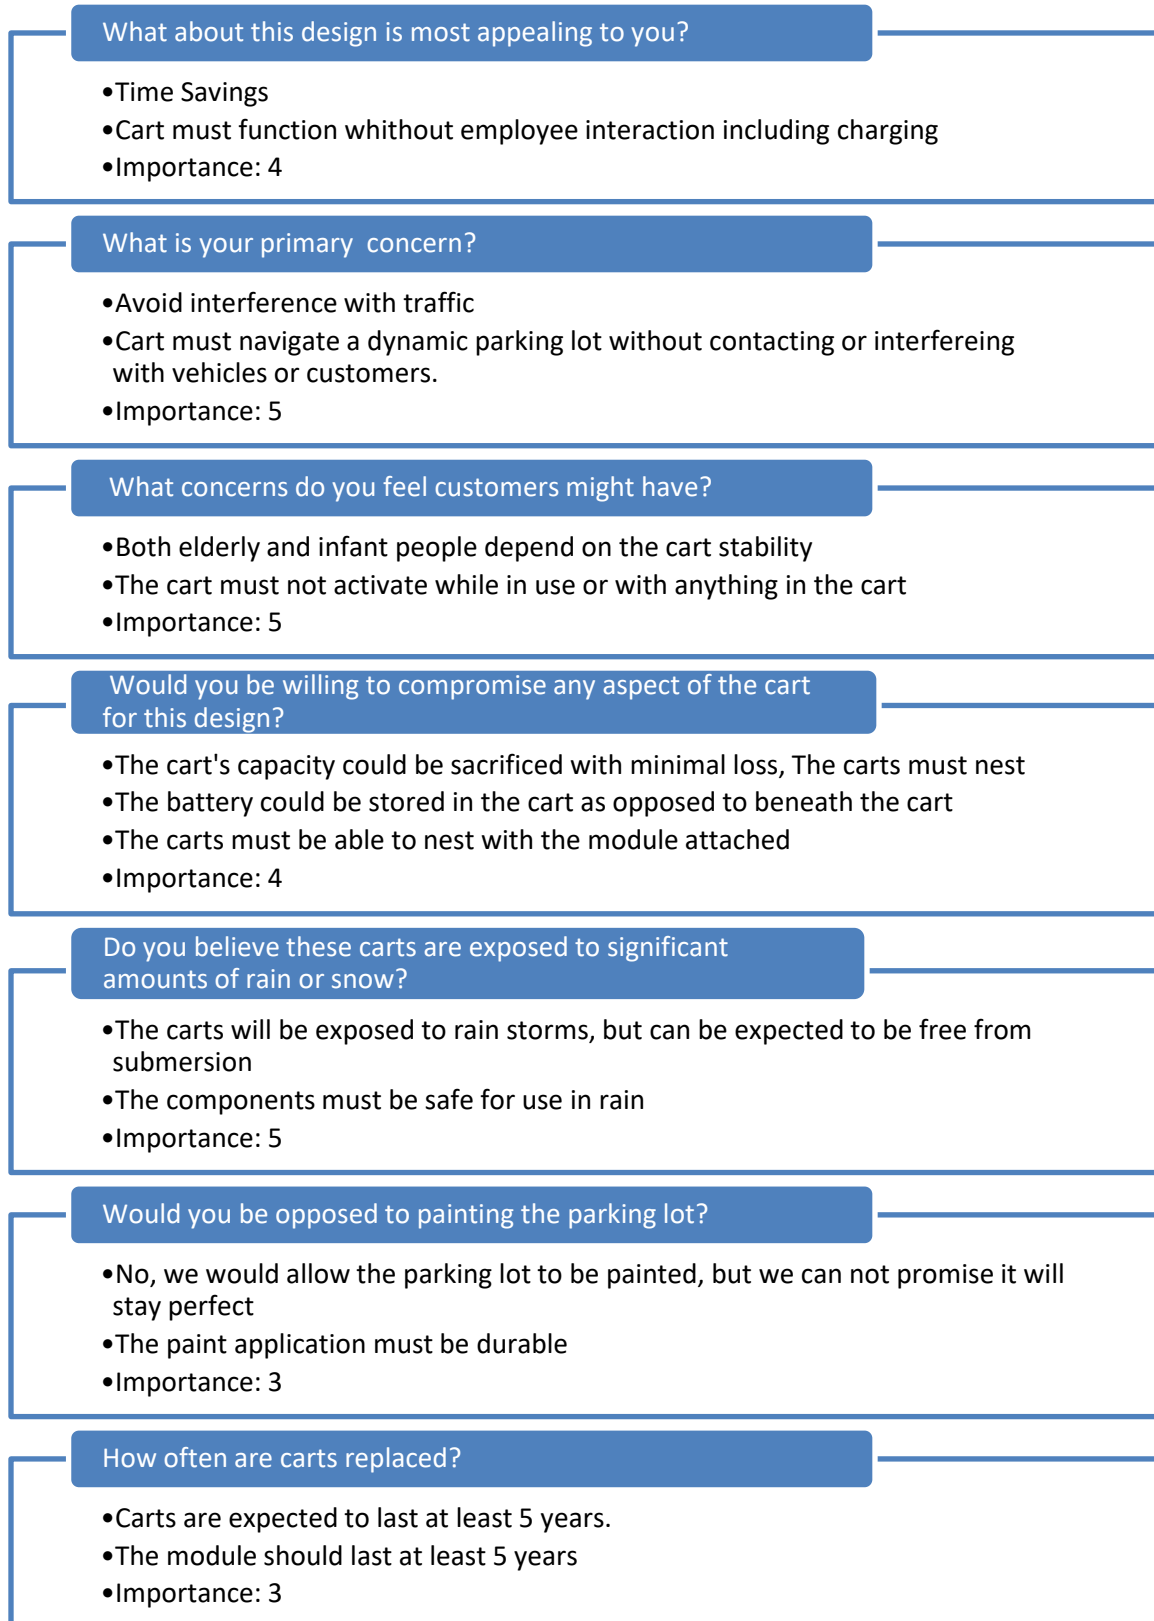 What about this design is most appealing to you?
•Time Savings
•Cart must function whithout employee interaction including charging
•Importance: 4
What is your primary  concern?
•Avoid interference with traffic
•Cart must navigate a dynamic parking lot without contacting or interfereing
with vehicles or customers.
•Importance: 5
What concerns do you feel customers might have?
•Both elderly and infant people depend on the cart stability
•The cart must not activate while in use or with anything in the cart
•Importance: 5
Would you be willing to compromise any aspect of the cart
for this design?
•The cart's capacity could be sacrificed with minimal loss, The carts must nest
•The battery could be stored in the cart as opposed to beneath the cart
•The carts must be able to nest with the module attached
•Importance: 4
Do you believe these carts are exposed to significant
amounts of rain or snow?
•The carts will be exposed to rain storms, but can be expected to be free from
submersion
•The components must be safe for use in rain
•Importance: 5
Would you be opposed to painting the parking lot?
•No, we would allow the parking lot to be painted, but we can not promise it will
stay perfect
•The paint application must be durable
•Importance: 3
How often are carts replaced?
•Carts are expected to last at least 5 years.
•The module should last at least 5 years
•Importance: 3